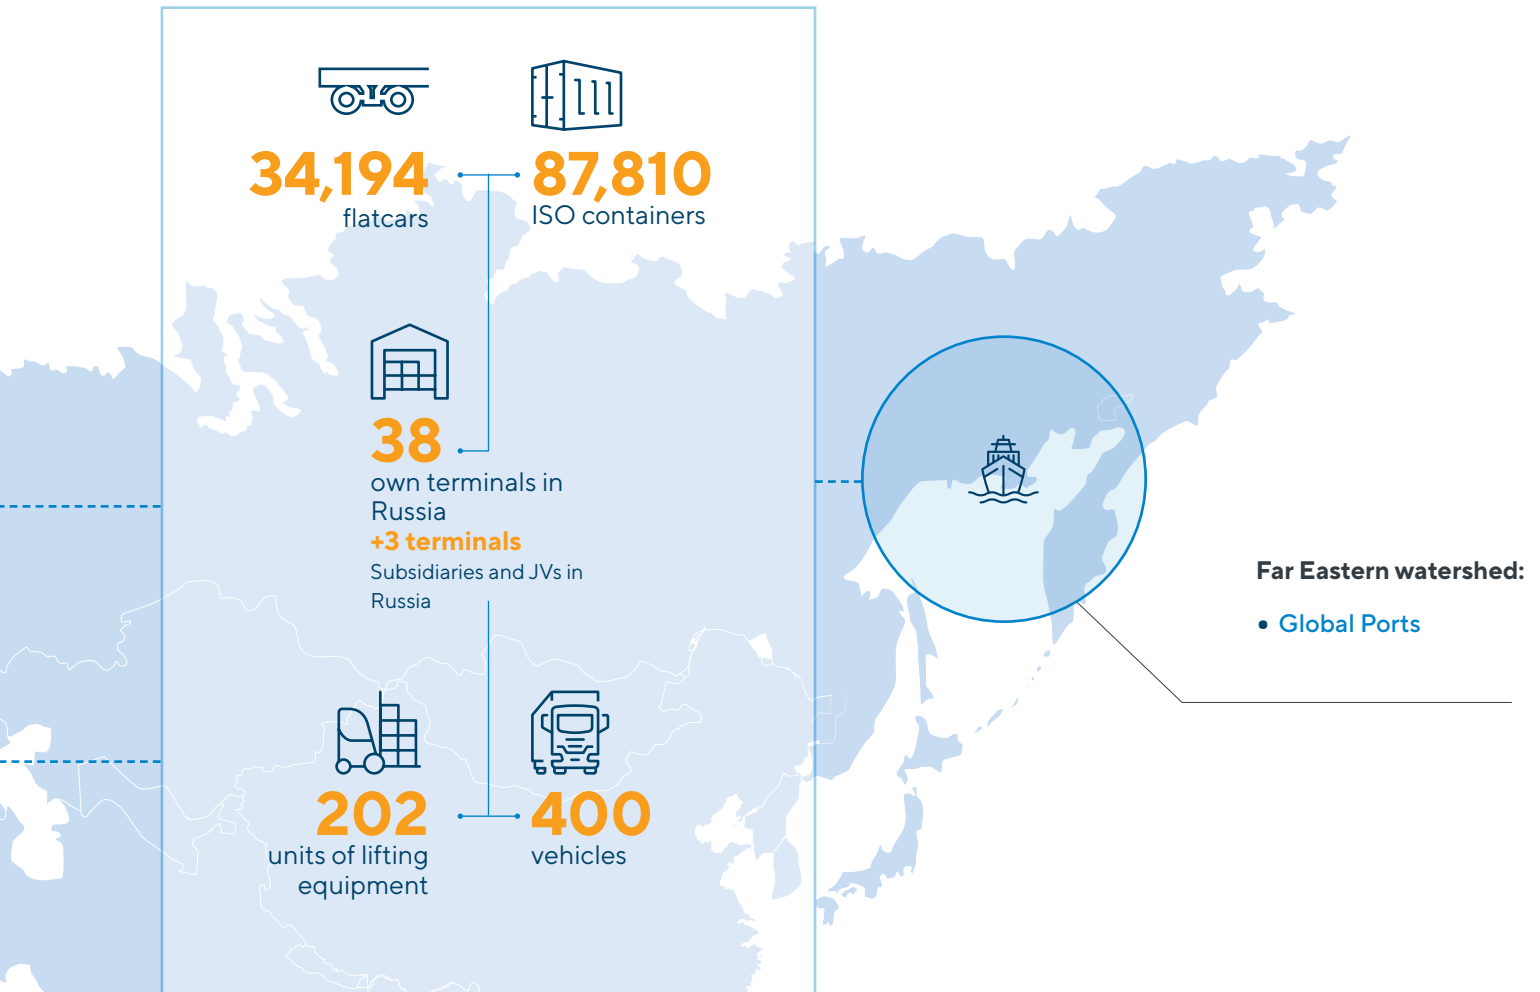 34,194
flatcars
87,810
ISO containers
38
own terminals in
Russia
+3 terminals
Subsidiaries and JVs in
Russia
202
units of lifting
equipment
400
vehicles
Far Eastern watershed:
• Global Ports